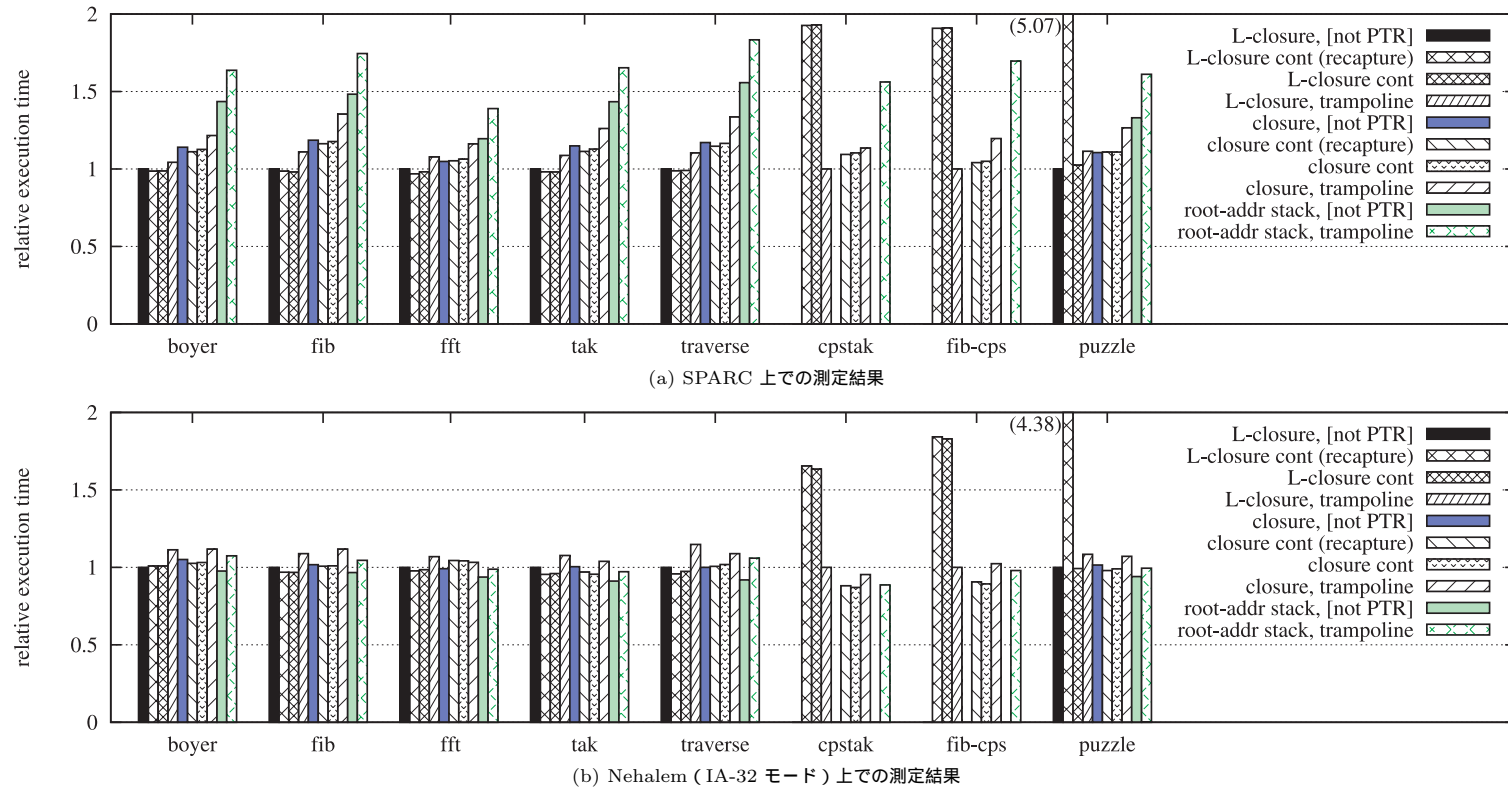 relative execution time
2
1.5
1
0.5
0
(5.07)
L-closure, [not PTR]
L-closure cont (recapture)
L-closure cont
L-closure, trampoline
closure, [not PTR]
closure cont (recapture)
closure cont
closure, trampoline
root-addr stack, [not PTR]
root-addr stack, trampoline
boyer fib fft tak traverse cpstak fib-cps puzzle
(a) SPARC 上での測定結果
relative execution time
2
1.5
1
0.5
0
(4.38)
L-closure, [not PTR]
L-closure cont (recapture)
L-closure cont
L-closure, trampoline
closure, [not PTR]
closure cont (recapture)
closure cont
closure, trampoline
root-addr stack, [not PTR]
root-addr stack, trampoline
boyer fib fft tak traverse cpstak fib-cps puzzle
(b) Nehalem（IA-32 モード）上での測定結果